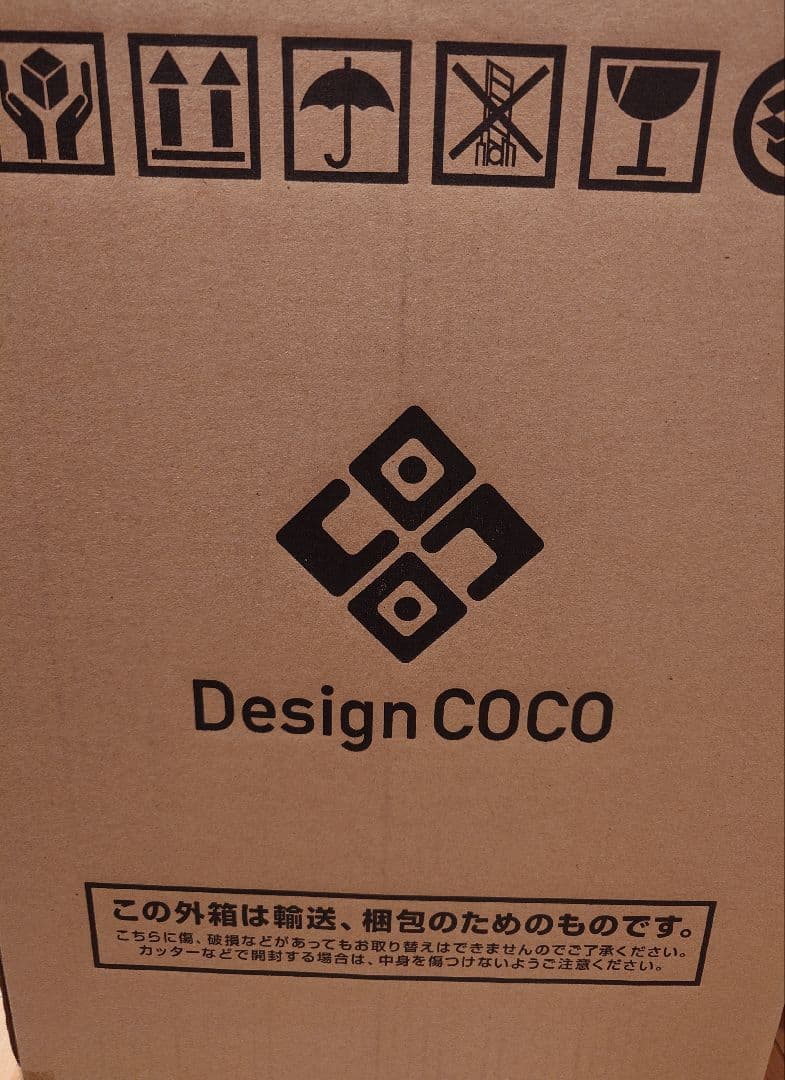 Design COCO
この外箱は輸送、梱包のためのものです。
こちらに傷、破損などがあってもお取り替えはできませんのでご了承ください。
カッターなどで開封する場合は、中身を傷つけないようご注意ください。